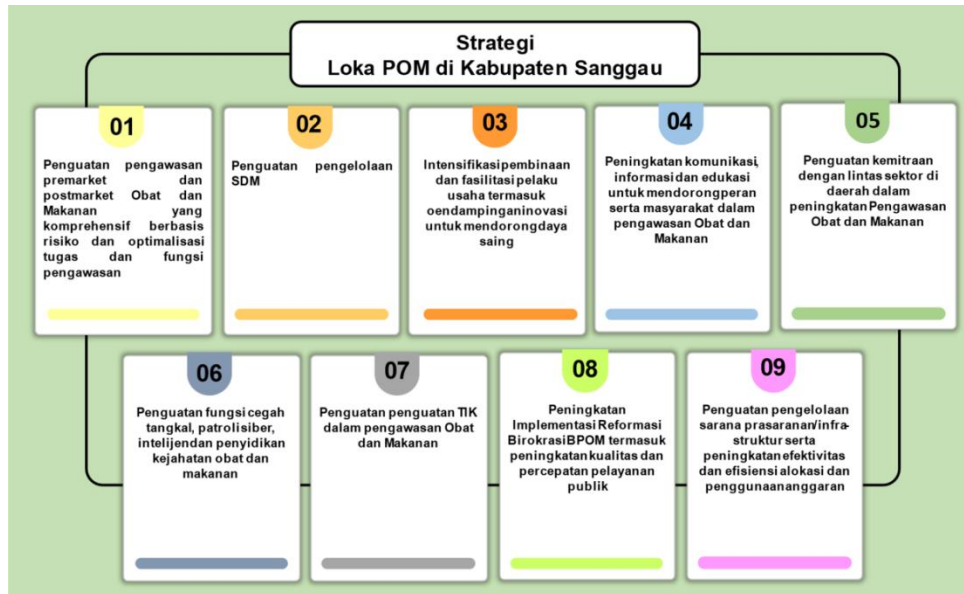 Strategi
Loka POM di Kabupaten Sanggau
01
Penguatan pengawasan
premarket dan
postmarket Obat dan
Makanan yang
komprehensif berbasis
risiko dan optimalisasi
tugas dan fungsi
pengawasan
02
Penguatan pengelolaan
SDM
03
Intensifikasi pembinaan
dan fasilitasi pelaku
usaha termasuk
oendampinganinovasi
untuk mendorongdaya
saing
04
Peningkatan komunikasi,
informasi dan edukasi
untuk mendorongperan
serta masyarakat dalam
pengawasan Obat dan
Makanan
05
Penguatan kemitraan
dengan lintas sektor di
daerah dalam
peningkatan Pengawasan
Obat dan Makanan
06
Penguatan fungsi cegah
tangkal, patrolisiber,
intelijendan penyidikan
kejahatan obat dan
makanan
07
Penguatan penguatan TIK
dalam pengawasan Obat
dan Makanan
08
Peningkatan
Implementasi Reformasi
BirokrasiBPOM termasuk
peningkatan kualitas dan
percepatan pelayanan
publik
09
Penguatan pengelolaan
sarana prasaranan/infra-
struktur serta
peningkatan efektivitas
dan efisiensi alokasi dan
penggunaananggaran